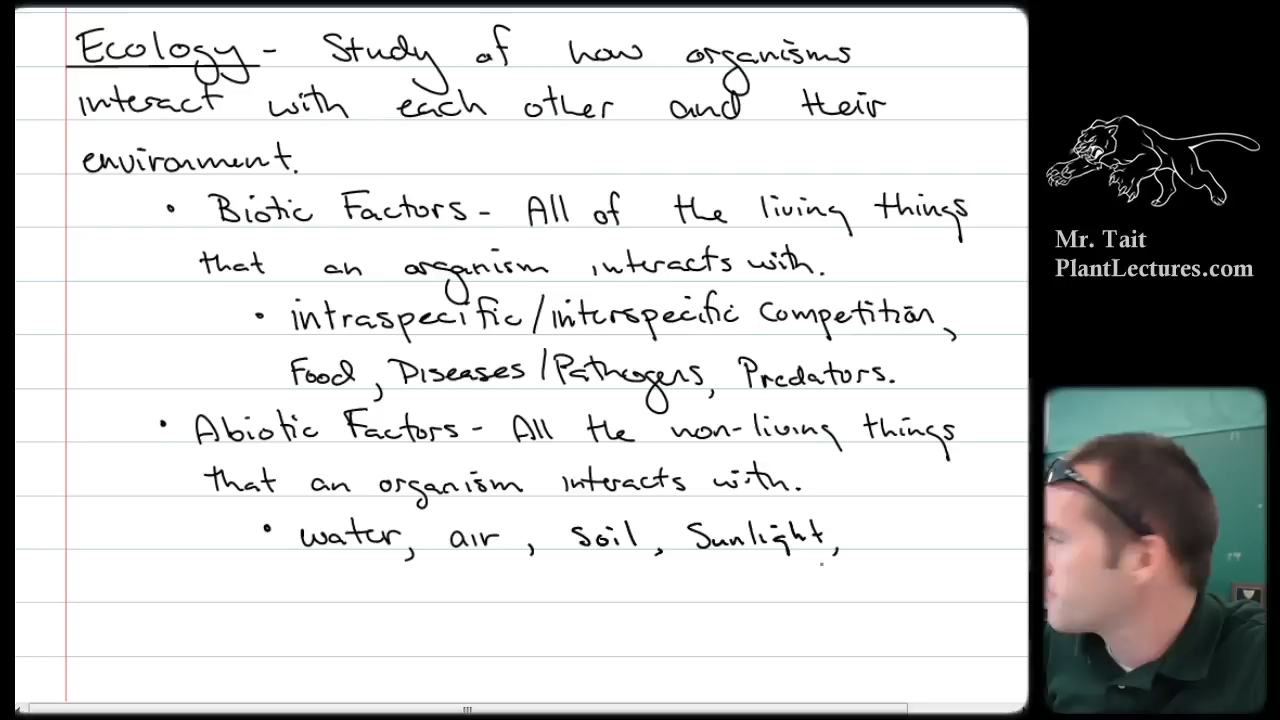 Ecology - Study of how organisms
interact with each other and their
environment.
• Biotic Factors - All of the living things
that an organism interacts with.
• intraspecific/interspecific Competition,
Food, Diseases/Pathogens, Predators.
• Abiotic Factors - All the non-living things
that an organism interacts with.
• water, air, soil, Sunlight,
Mr. Tait
PlantLectures.com